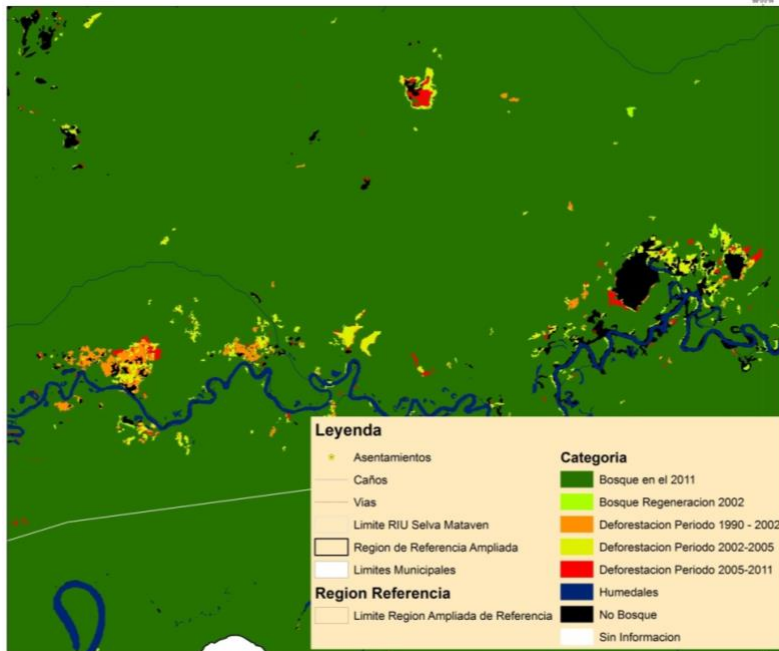 Leyenda
Asentamientos
Caños
Vias
Limite RIU Selva Mataven
Region de Referencia Ampliada
Limites Municipales
Region Referencia
Limite Region Ampliada de Referencia
Categoria
Bosque en el 2011
Bosque Regeneracion 2002
Deforestacion Periodo 1990 - 2002
Deforestacion Periodo 2002-2005
Deforestacion Periodo 2005-2011
Humedales
No Bosque
Sin Informacion